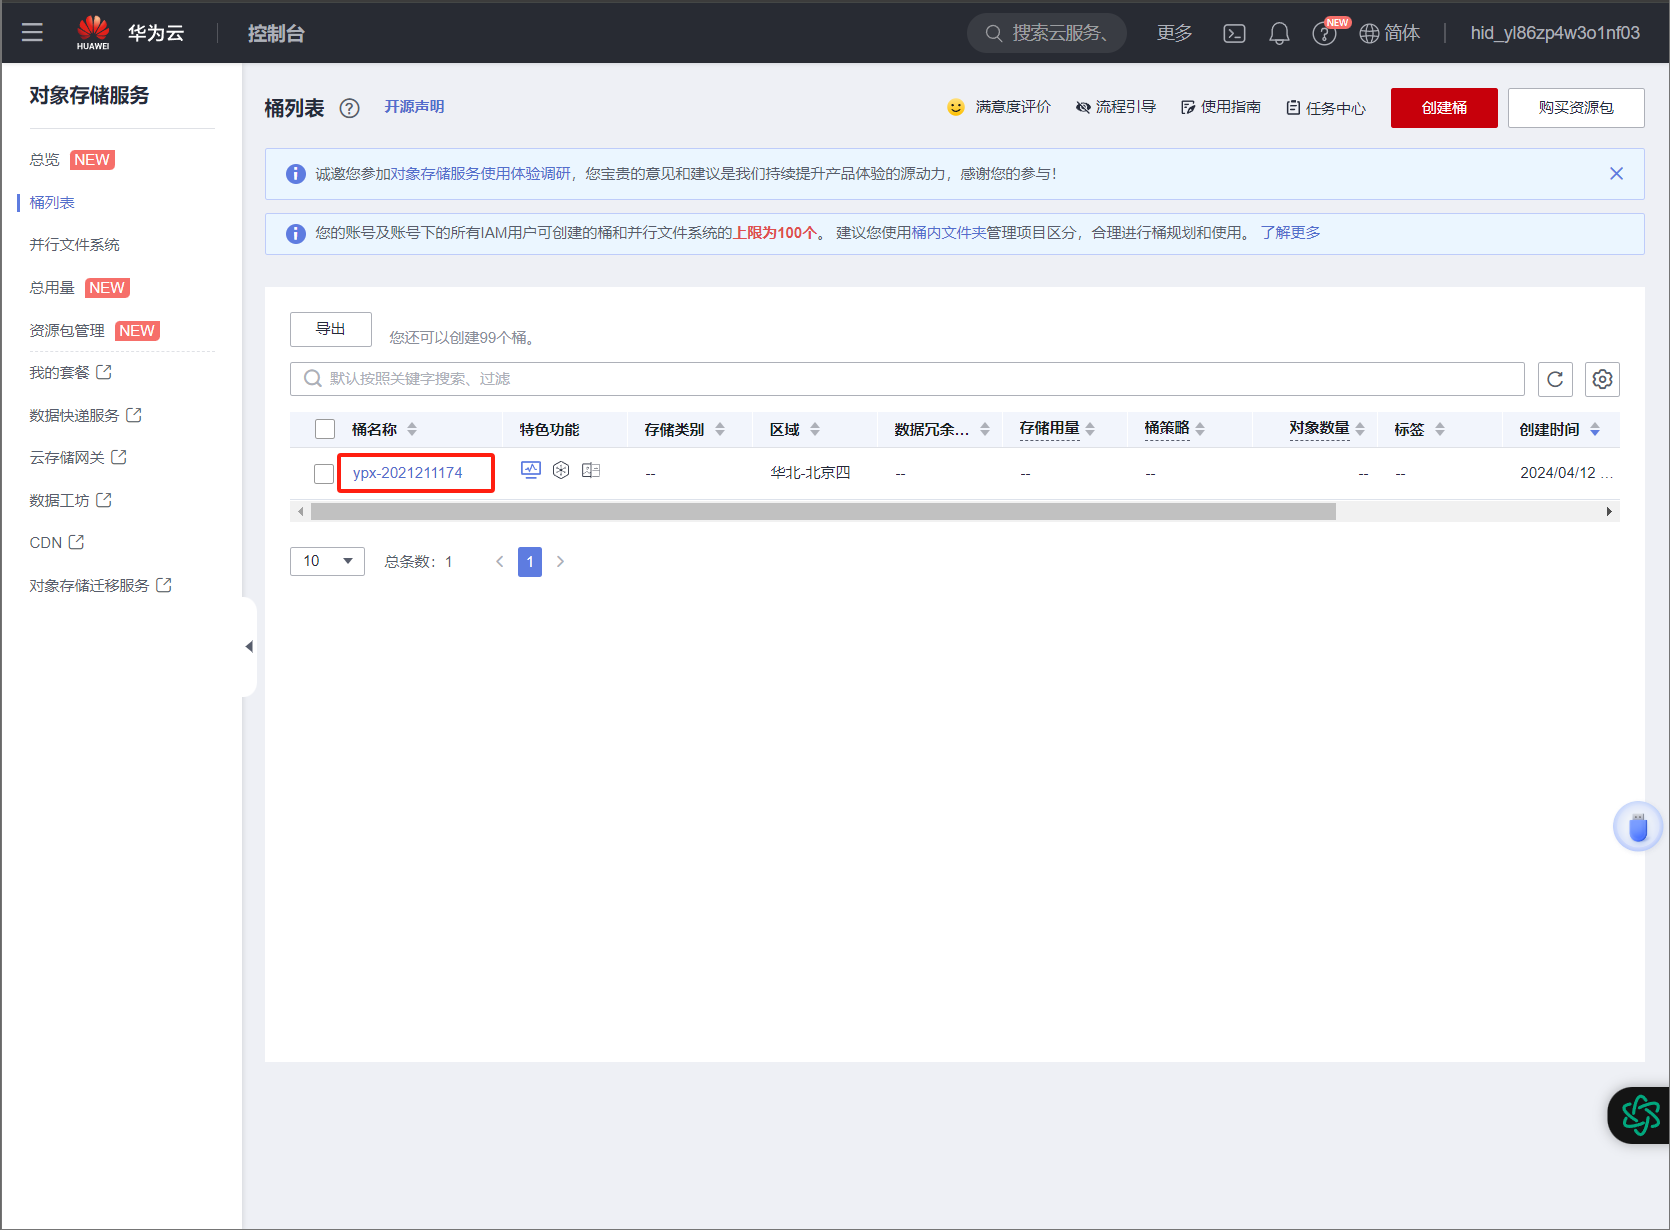 HUAWEI
华为云
控制台
搜索云服务、
更多
NEW
简体
hid_yl86zp4w3o1nf03
对象存储服务
总览 NEW
桶列表
并行文件系统
总用量 NEW
资源包管理 NEW
我的套餐
数据快递服务
云存储网关
数据工坊
CDN
对象存储迁移服务
桶列表 开源声明
满意度评价 流程引导 使用指南 任务中心 创建桶 购买资源包
诚邀您参加对象存储服务使用体验调研，您宝贵的意见和建议是我们持续提升产品体验的源动力，感谢您的参与！
您的账号及账号下的所有IAM用户可创建的桶和并行文件系统的上限为100个。 建议您使用桶内文件夹管理项目区分，合理进行桶规划和使用。 了解更多
导出 您还可以创建99个桶。
默认按照关键字搜索、过滤
桶名称 特色功能 存储类别 区域 数据冗余... 存储用量 桶策略 对象数量 标签 创建时间
ypx-2021211174 -- 华北-北京四 -- -- -- -- -- 2024/04/12 ...
10 总条数：1 1